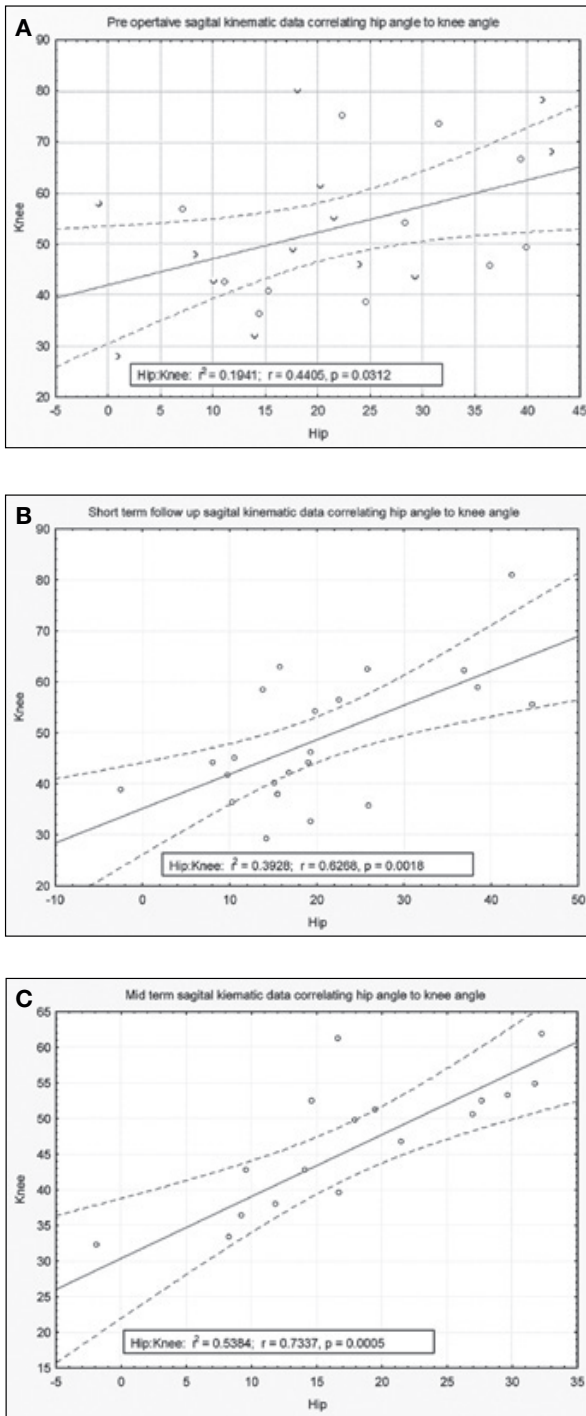 A
Pre opertaive sagital kinematic data correlating hip angle to knee angle
90
80
70
60
50
40
30
20
Knee
Hip:Knee: r² = 0.1941; r = 0.4405, p = 0.0312
-5 0 5 10 15 20 25 30 35 40 45
Hip
B
Short term follow up sagital kinematic data correlating hip angle to knee angle
90
80
70
60
50
40
30
20
Knee
Hip:Knee: r² = 0.3928; r = 0.6268, p = 0.0018
-10 0 10 20 30 40 50
Hip
C
Mid term sagital kiematic data correlating hip angle to knee angle
65
60
55
50
45
40
35
30
25
20
15
Knee
Hip:Knee: r² = 0.5384; r = 0.7337, p = 0.0005
-5 0 5 10 15 20 25 30 35
Hip